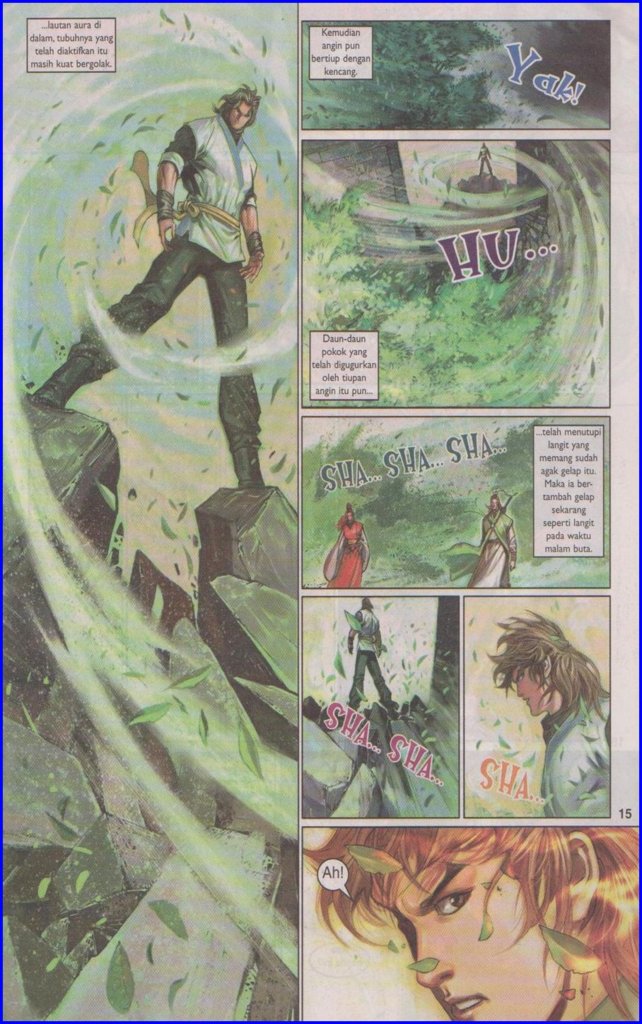 ...lautan aura di
dalam, tubuhnya yang
telah diaktifkan itu
masih kuat bergolak.
Kemudian
angin pun
bertiup dengan
kencang.
Yak!
HU...
Daun-daun
pokok yang
telah digugurkan
oleh tiupan
angin itu pun...
SHA... SHA... SHA...
...telah menutupi
langit yang
memang sudah
agak gelap itu.
Maka ia ber-
tambah gelap
sekarang
seperti langit
pada waktu
malam buta.
SHA... SHA...
SHA...
15
Ah!